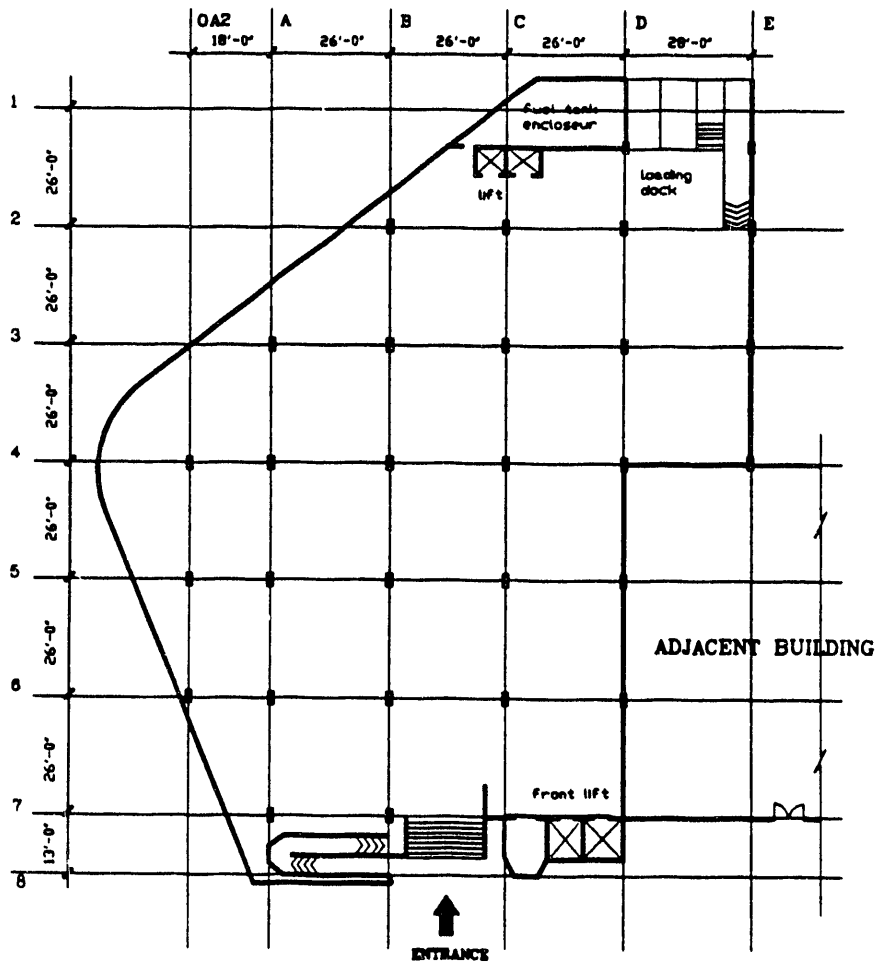 0A2 A B C D E
18'-0" 26'-0" 26'-0" 26'-0" 28'-0"
1
fuel tank
encloseur
26'-0"
lift
loading
dock
2
26'-0"
3
26'-0"
4
26'-0"
5
26'-0"
ADJACENT BUILDING
6
26'-0"
front lift
7
13'-0"
8
ENTRANCE